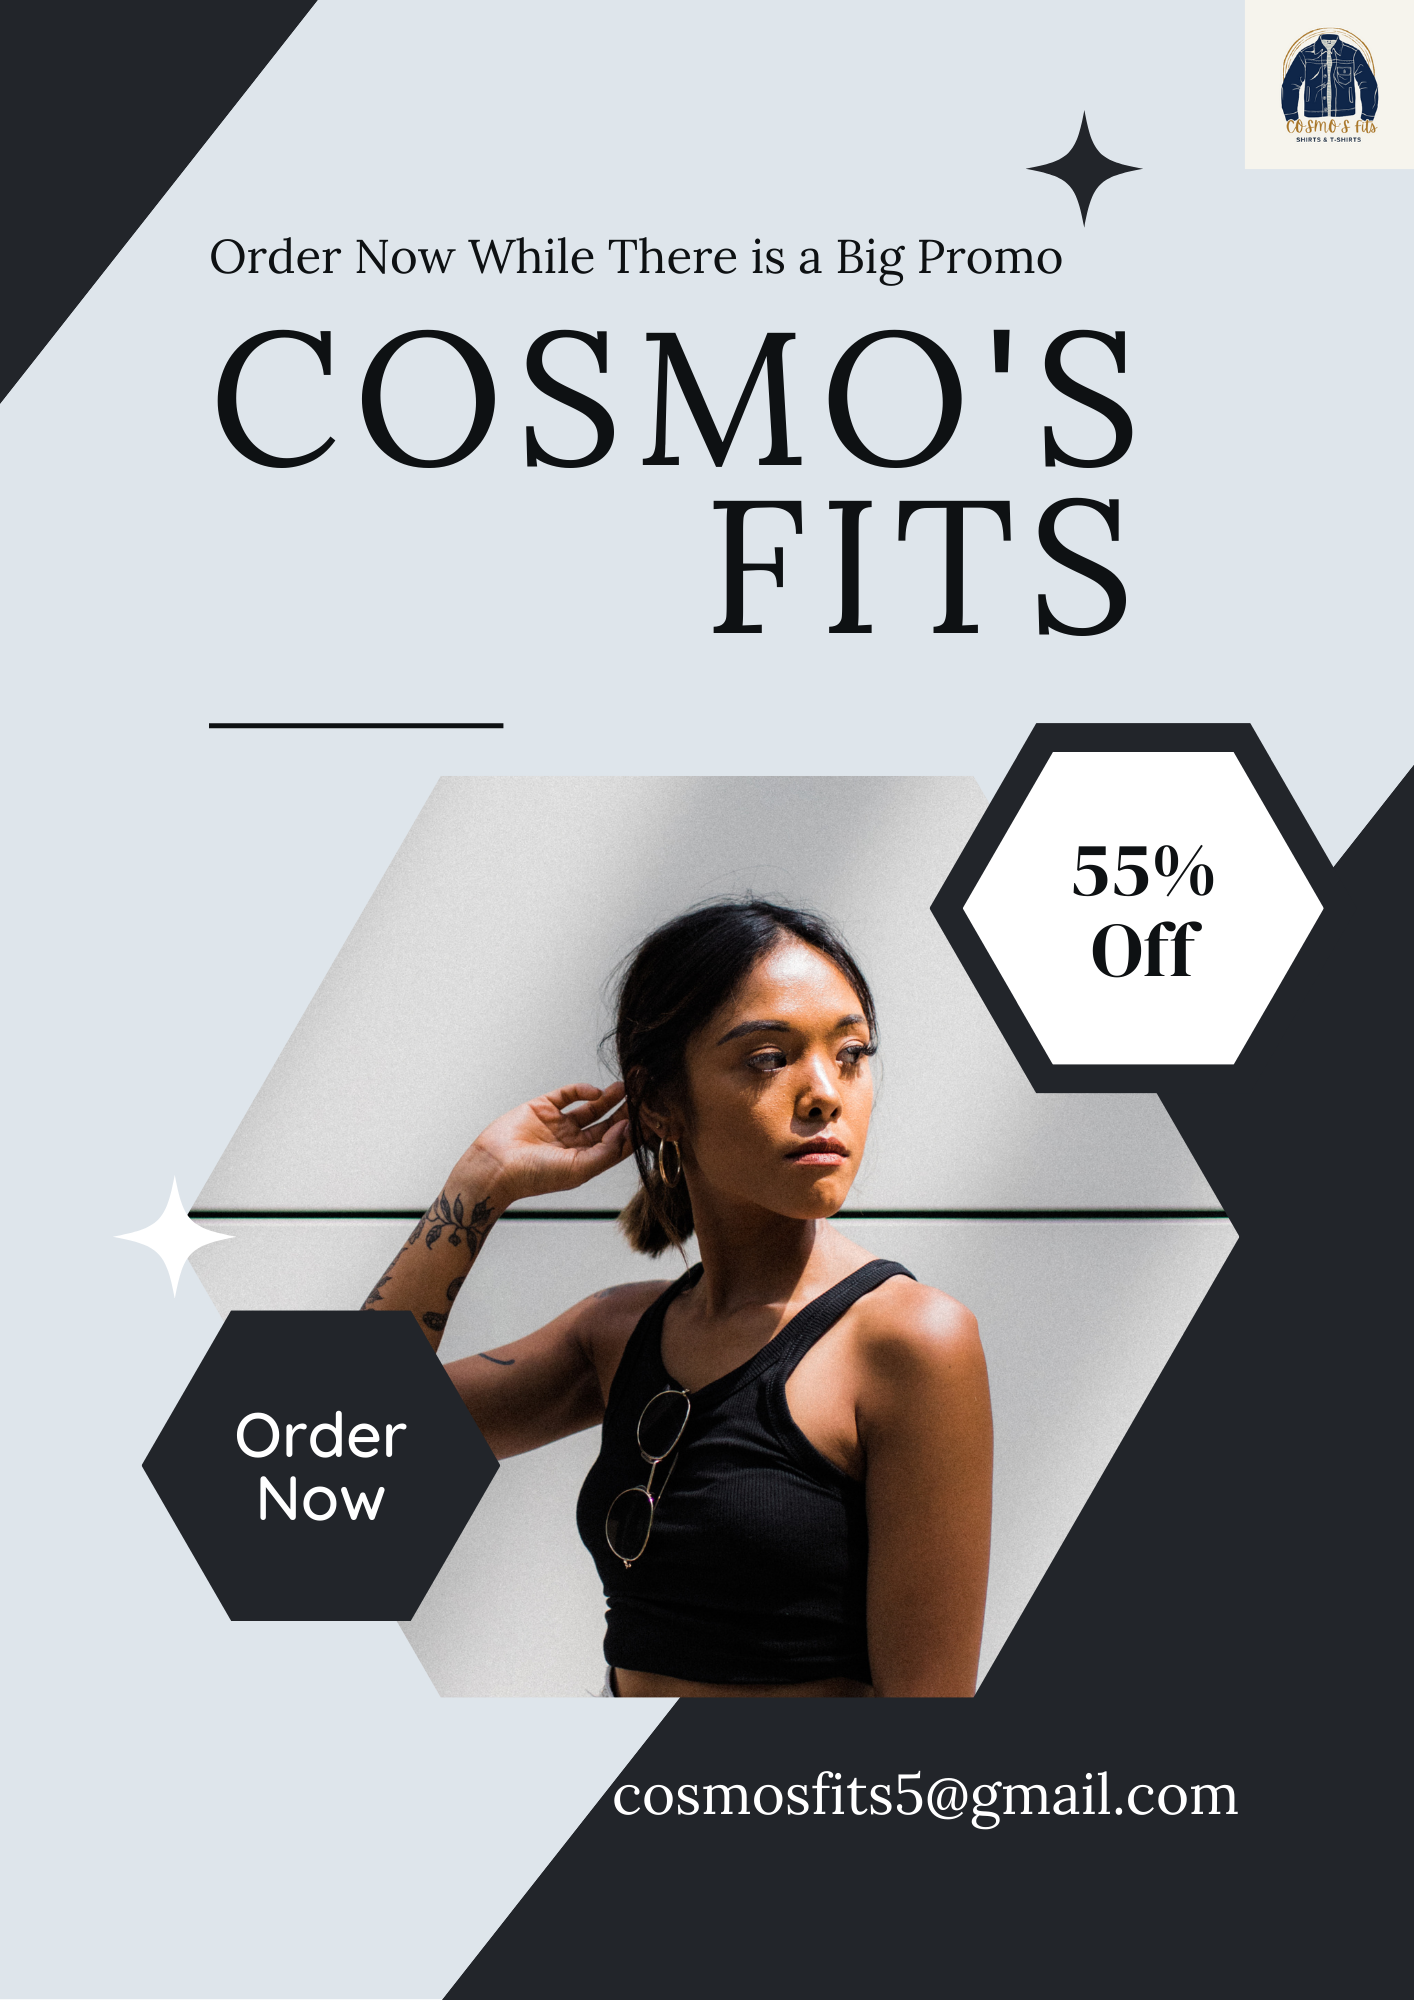 COSMO'S Fits
SHIRTS & T-SHIRTS
Order Now While There is a Big Promo
COSMO'S
FITS
55%
Off
Order
Now
cosmosfits5@gmail.com